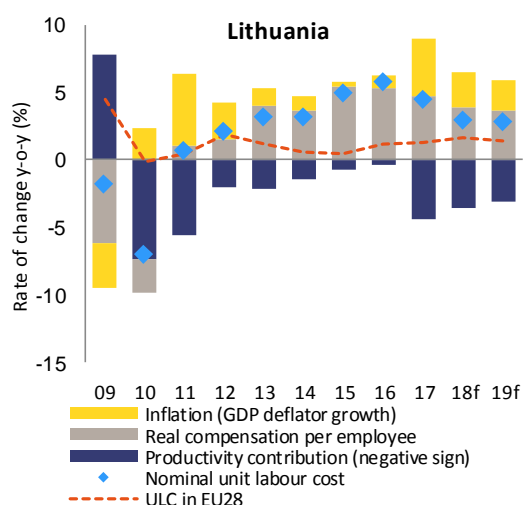 Lithuania
Rate of change y-o-y (%)
10
5
0
-5
-10
-15
09 10 11 12 13 14 15 16 17 18f 19f
Inflation (GDP deflator growth)
Real compensation per employee
Productivity contribution (negative sign)
Nominal unit labour cost
ULC in EU28